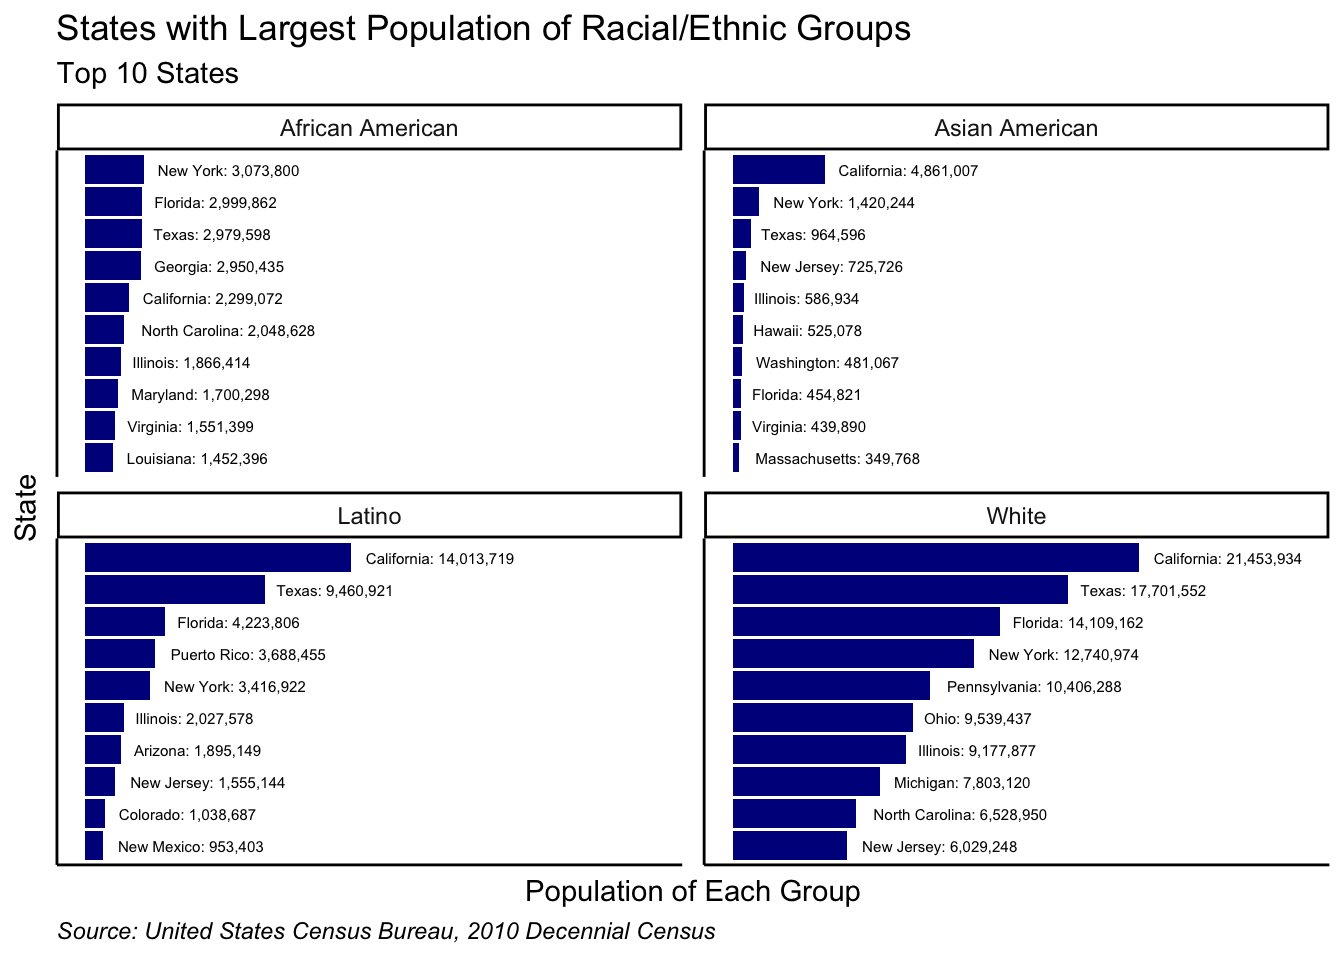 States with Largest Population of Racial/Ethnic Groups
Top 10 States
African American
New York: 3,073,800
Florida: 2,999,862
Texas: 2,979,598
Georgia: 2,950,435
California: 2,299,072
North Carolina: 2,048,628
Illinois: 1,866,414
Maryland: 1,700,298
Virginia: 1,551,399
Louisiana: 1,452,396
Asian American
California: 4,861,007
New York: 1,420,244
Texas: 964,596
New Jersey: 725,726
Illinois: 586,934
Hawaii: 525,078
Washington: 481,067
Florida: 454,821
Virginia: 439,890
Massachusetts: 349,768
State
Latino
California: 14,013,719
Texas: 9,460,921
Florida: 4,223,806
Puerto Rico: 3,688,455
New York: 3,416,922
Illinois: 2,027,578
Arizona: 1,895,149
New Jersey: 1,555,144
Colorado: 1,038,687
New Mexico: 953,403
White
California: 21,453,934
Texas: 17,701,552
Florida: 14,109,162
New York: 12,740,974
Pennsylvania: 10,406,288
Ohio: 9,539,437
Illinois: 9,177,877
Michigan: 7,803,120
North Carolina: 6,528,950
New Jersey: 6,029,248
Population of Each Group
Source: United States Census Bureau, 2010 Decennial Census